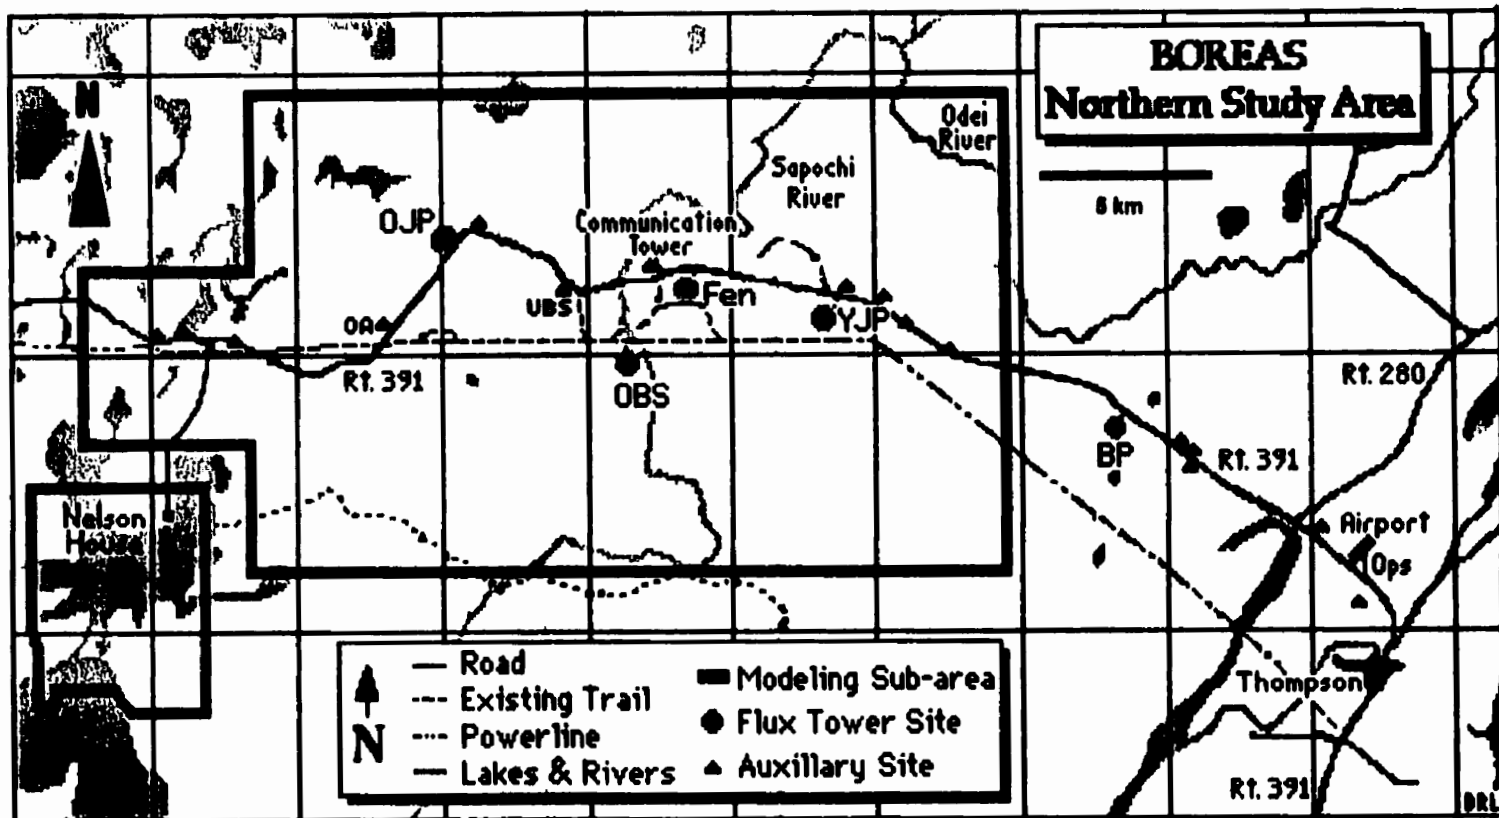 BOREAS
Northern Study Area
N
Odei
River
Sapochi
River
8 km
OJP
Communication
Tower
UBS
Fen
YJP
OA
Rt. 391
OBS
Rt. 280
BP
Rt. 391
Nelson
House
Airport
Ops
Thompson
Rt. 391
DRL
N
Road
Existing Trail
Powerline
Lakes & Rivers
Modeling Sub-area
Flux Tower Site
Auxillary Site